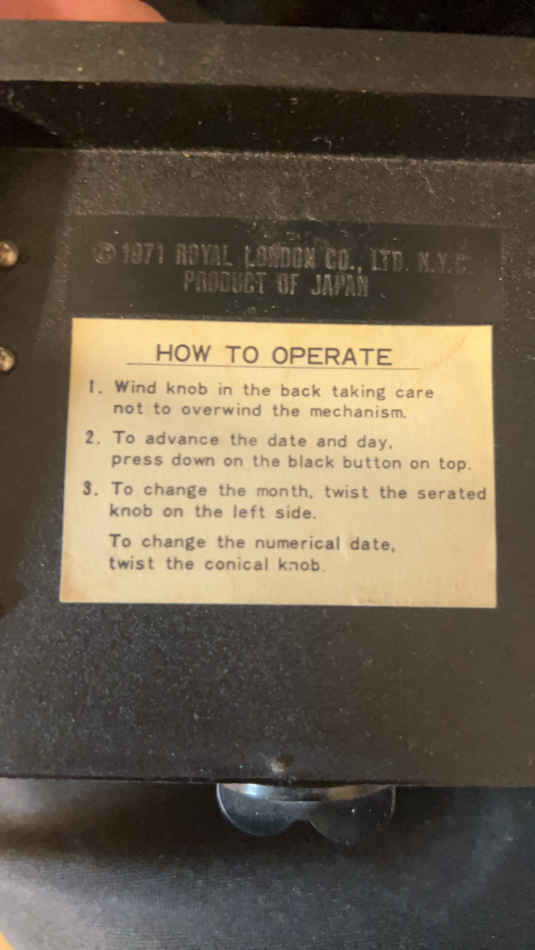 © 1971 ROYAL LONDON CO., LTD. N.Y.C.
PRODUCT OF JAPAN
HOW TO OPERATE
1. Wind knob in the back taking care
not to overwind the mechanism.
2. To advance the date and day,
press down on the black button on top.
3. To change the month, twist the serated
knob on the left side.
To change the numerical date,
twist the conical knob.